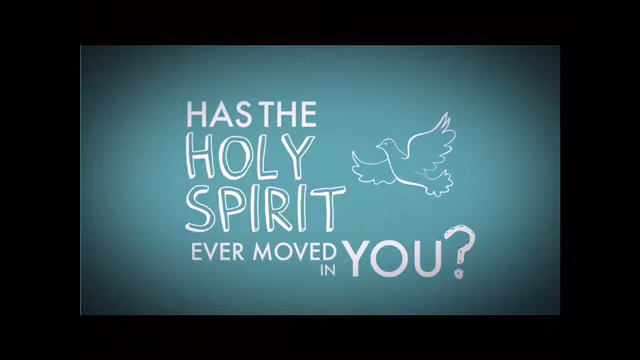 HAS THE
HOLY
SPIRIT
EVER MOVED
IN YOU?